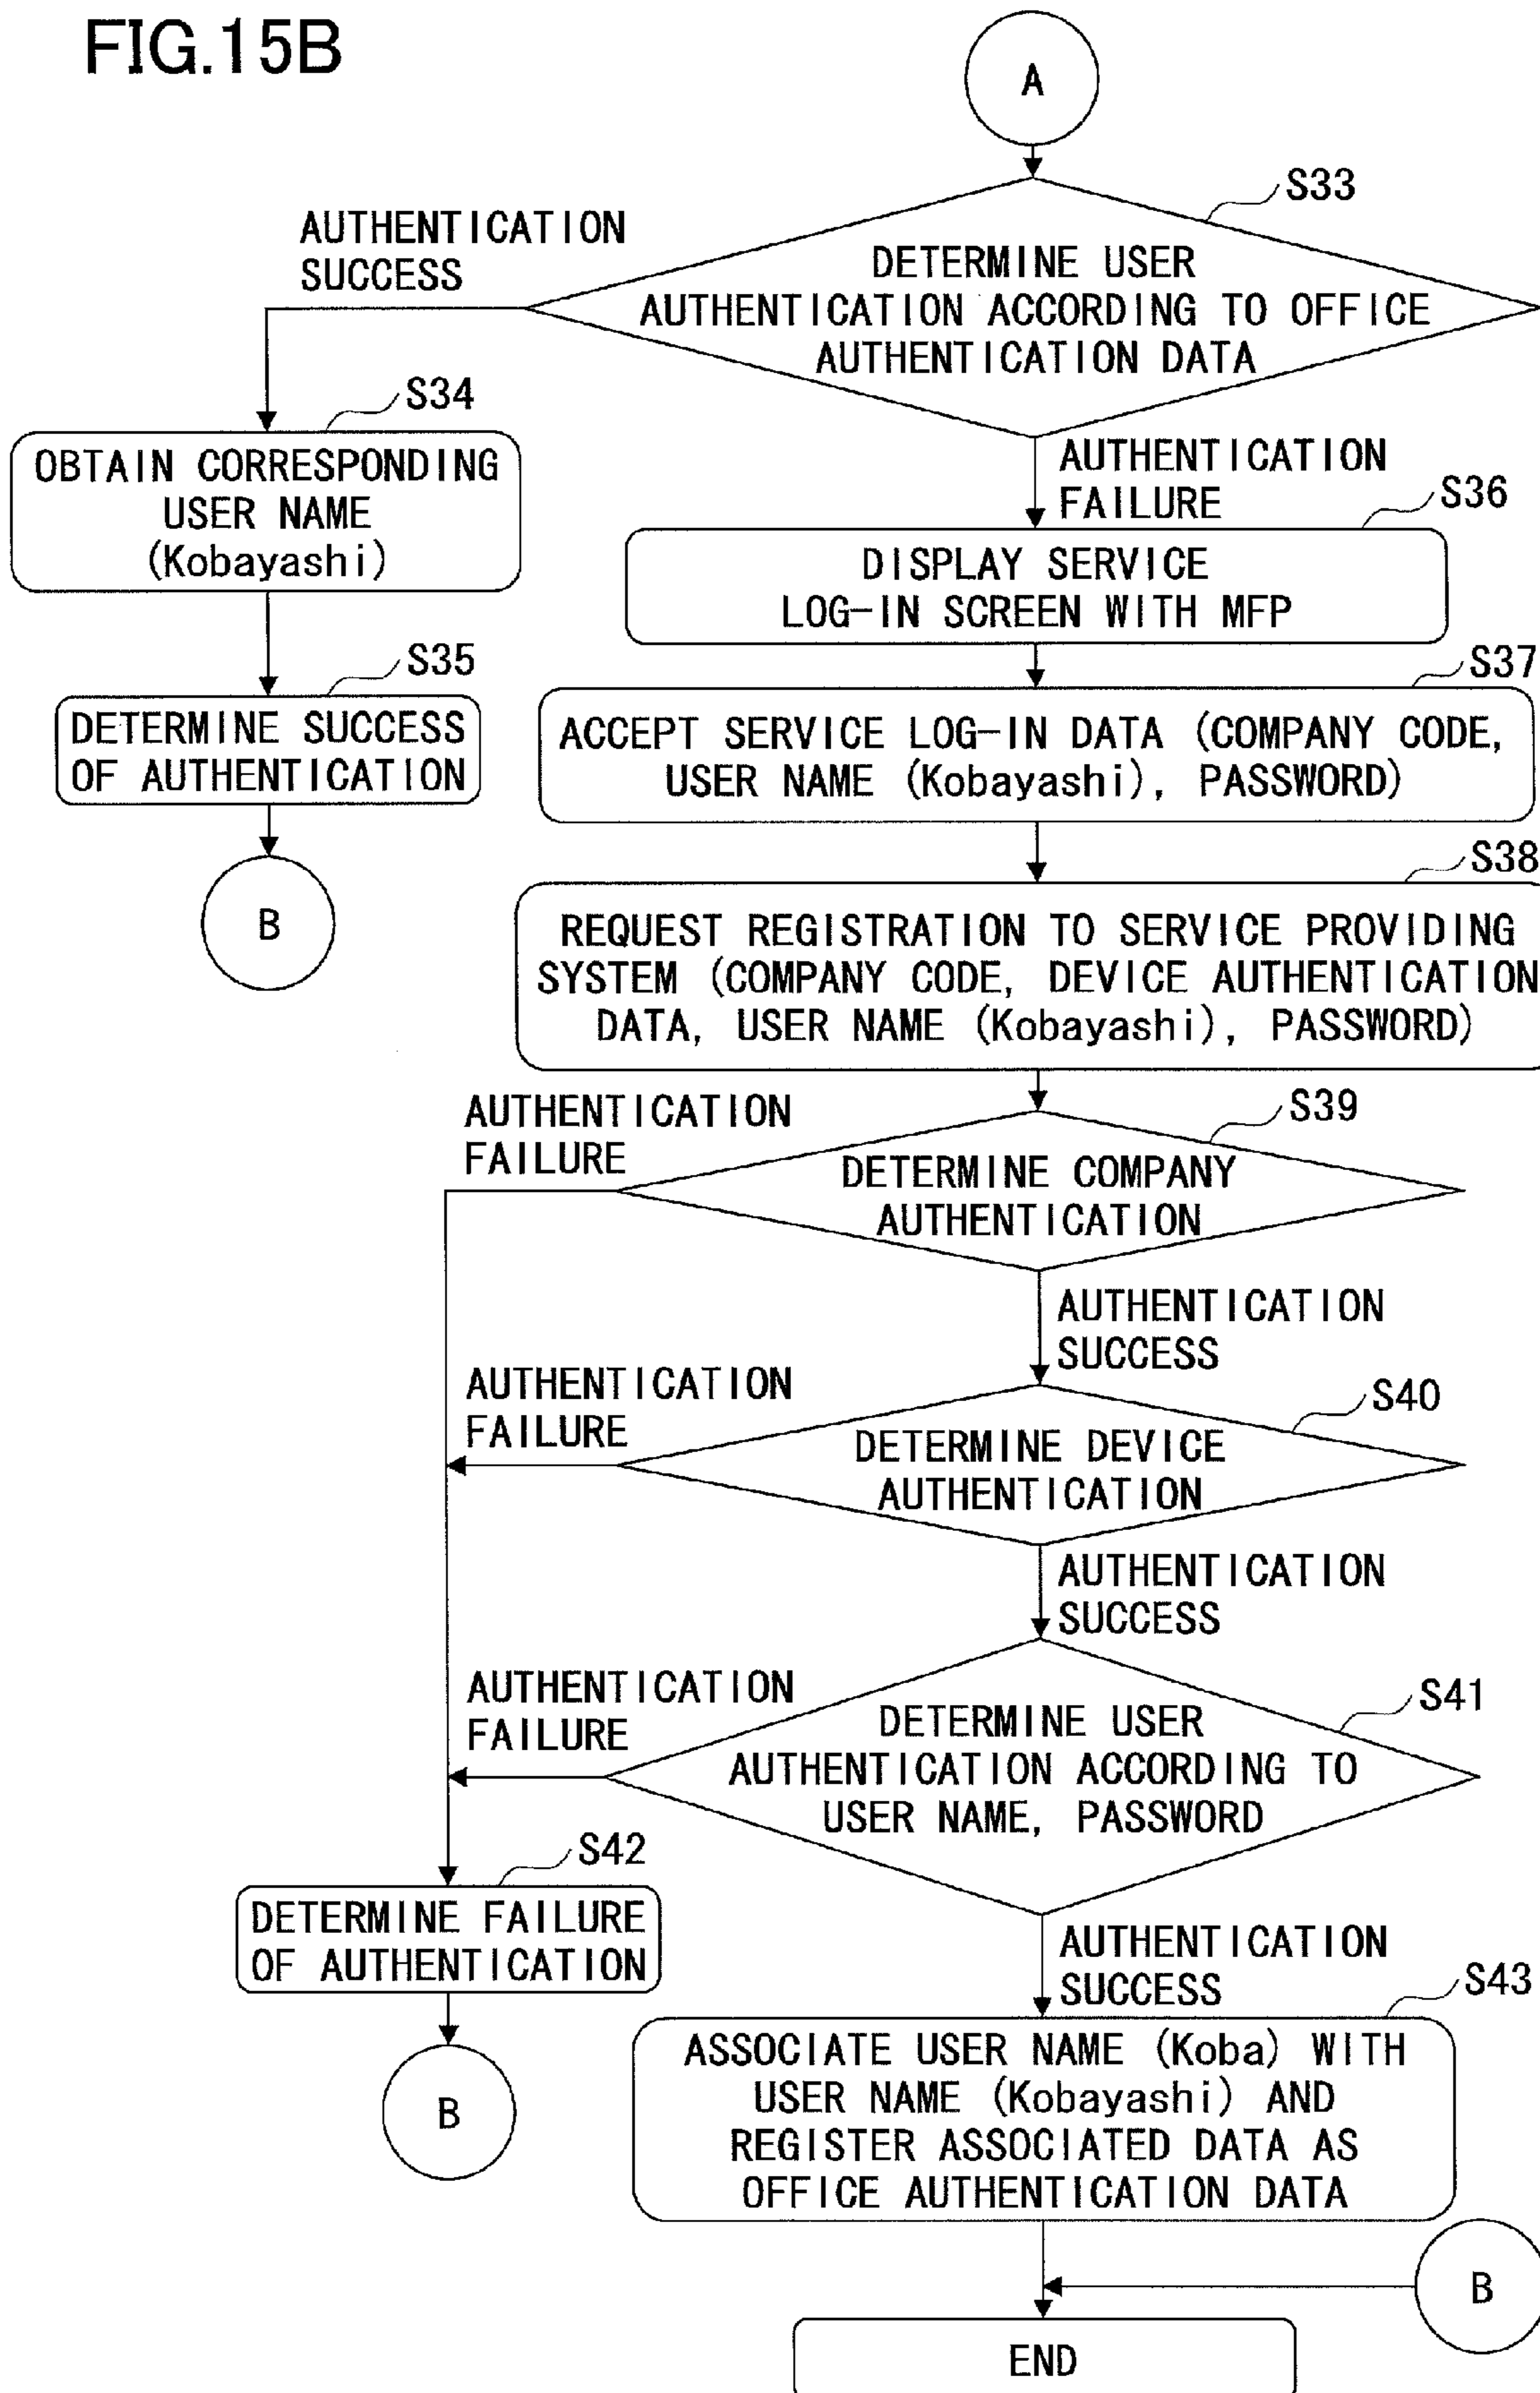 FIG.15B
A
S33
AUTHENTICATION
SUCCESS
DETERMINE USER
AUTHENTICATION ACCORDING TO OFFICE
AUTHENTICATION DATA
S34
OBTAIN CORRESPONDING
USER NAME
(Kobayashi)
AUTHENTICATION
FAILURE
S36
DISPLAY SERVICE
LOG-IN SCREEN WITH MFP
S35
DETERMINE SUCCESS
OF AUTHENTICATION
B
S37
ACCEPT SERVICE LOG-IN DATA (COMPANY CODE,
USER NAME (Kobayashi), PASSWORD)
S38
REQUEST REGISTRATION TO SERVICE PROVIDING
SYSTEM (COMPANY CODE, DEVICE AUTHENTICATION
DATA, USER NAME (Kobayashi), PASSWORD)
AUTHENTICATION
FAILURE
S39
DETERMINE COMPANY
AUTHENTICATION
AUTHENTICATION
SUCCESS
AUTHENTICATION
FAILURE
S40
DETERMINE DEVICE
AUTHENTICATION
AUTHENTICATION
SUCCESS
AUTHENTICATION
FAILURE
S41
DETERMINE USER
AUTHENTICATION ACCORDING TO
USER NAME, PASSWORD
S42
DETERMINE FAILURE
OF AUTHENTICATION
B
AUTHENTICATION
SUCCESS
S43
ASSOCIATE USER NAME (Koba) WITH
USER NAME (Kobayashi) AND
REGISTER ASSOCIATED DATA AS
OFFICE AUTHENTICATION DATA
B
END